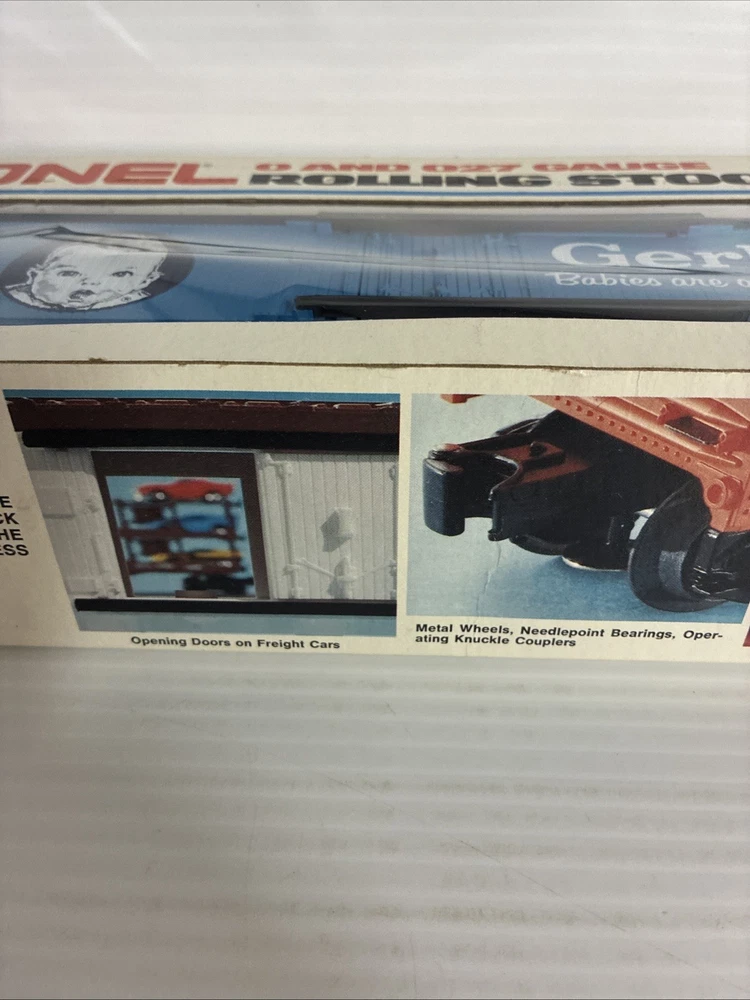 ONEL O AND O27 GAUGE
ROLLING STOC
Ger
Babies are
E
CK
HE
ESS
Opening Doors on Freight Cars
Metal Wheels, Needlepoint Bearings, Oper-
ating Knuckle Couplers